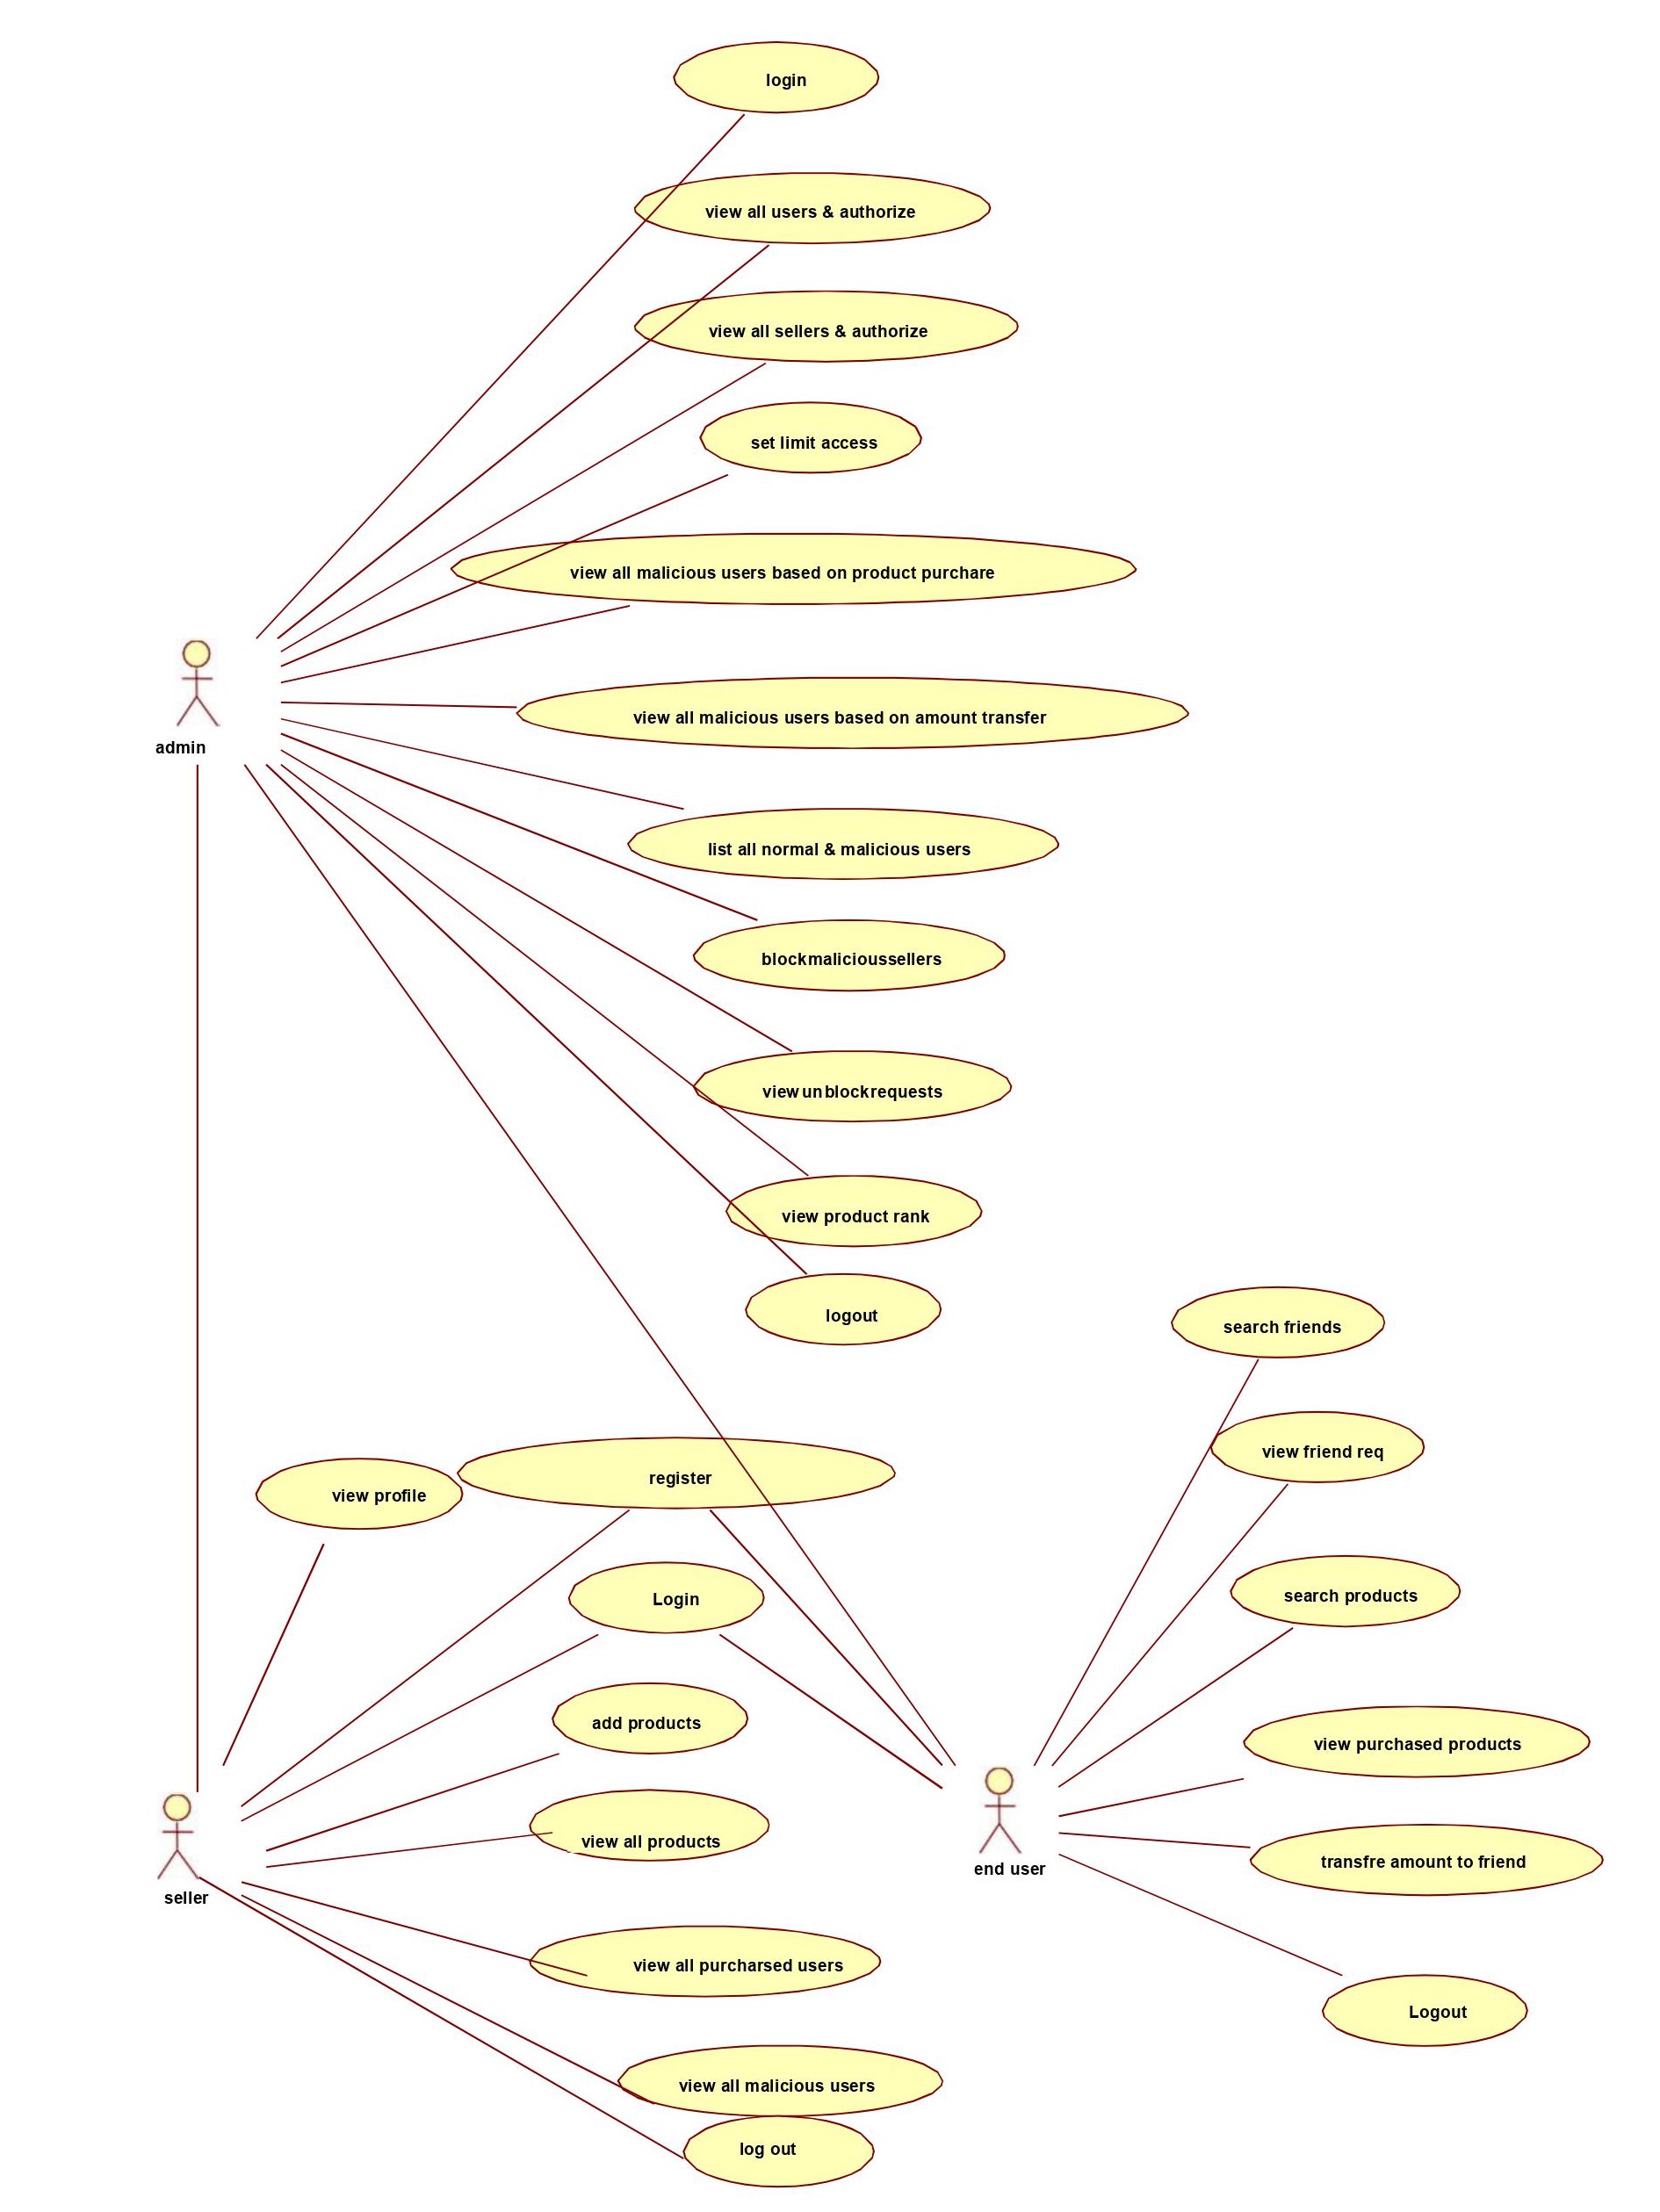 login
view all users & authorize
view all sellers & authorize
set limit access
view all malicious users based on product purchare
view all malicious users based on amount transfer
admin
list all normal & malicious users
blockmalicioussellers
viewunblockrequests
view product rank
logout
search friends
view friend req
register
view profile
search products
Login
add products
view purchased products
view all products
transfre amount to friend
end user
seller
view all purcharsed users
Logout
view all malicious users
log out